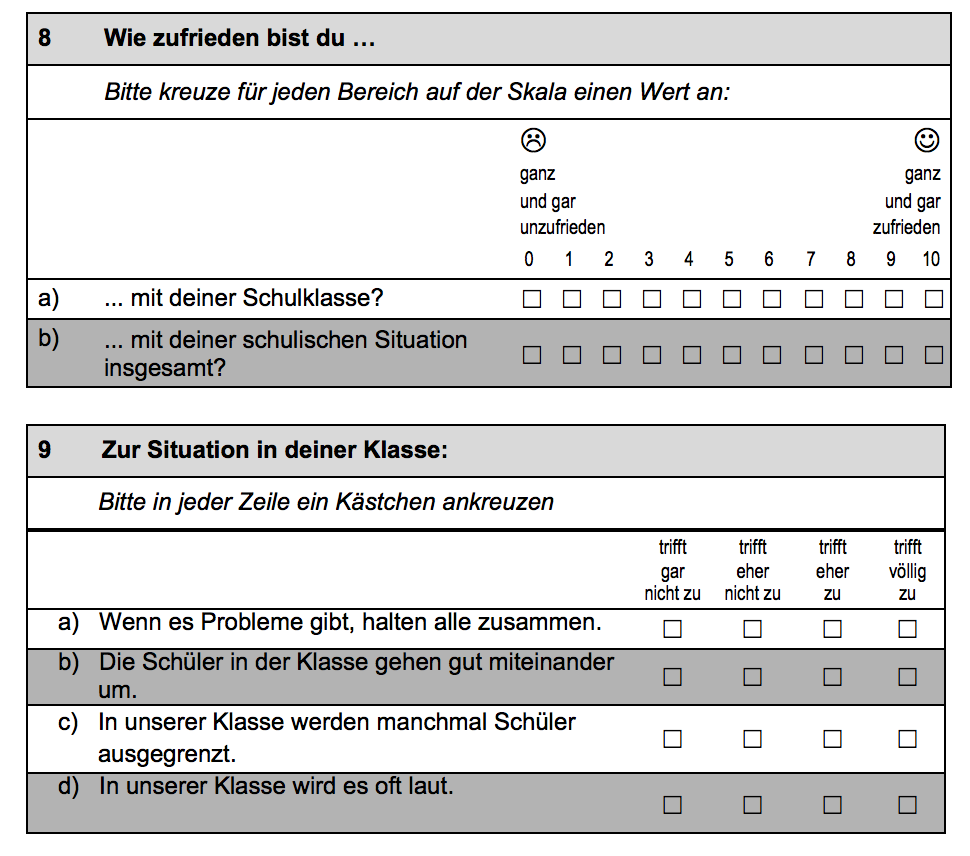 8 Wie zufrieden bist du …
Bitte kreuze für jeden Bereich auf der Skala einen Wert an:
ganz ganz
und gar und gar
unzufrieden zufrieden
0 1 2 3 4 5 6 7 8 9 10
a) ... mit deiner Schulklasse?
b) ... mit deiner schulischen Situation
insgesamt?
9 Zur Situation in deiner Klasse:
Bitte in jeder Zeile ein Kästchen ankreuzen
trifft trifft trifft trifft
gar eher eher völlig
nicht zu nicht zu zu zu
a) Wenn es Probleme gibt, halten alle zusammen.
b) Die Schüler in der Klasse gehen gut miteinander
um.
c) In unserer Klasse werden manchmal Schüler
ausgegrenzt.
d) In unserer Klasse wird es oft laut.